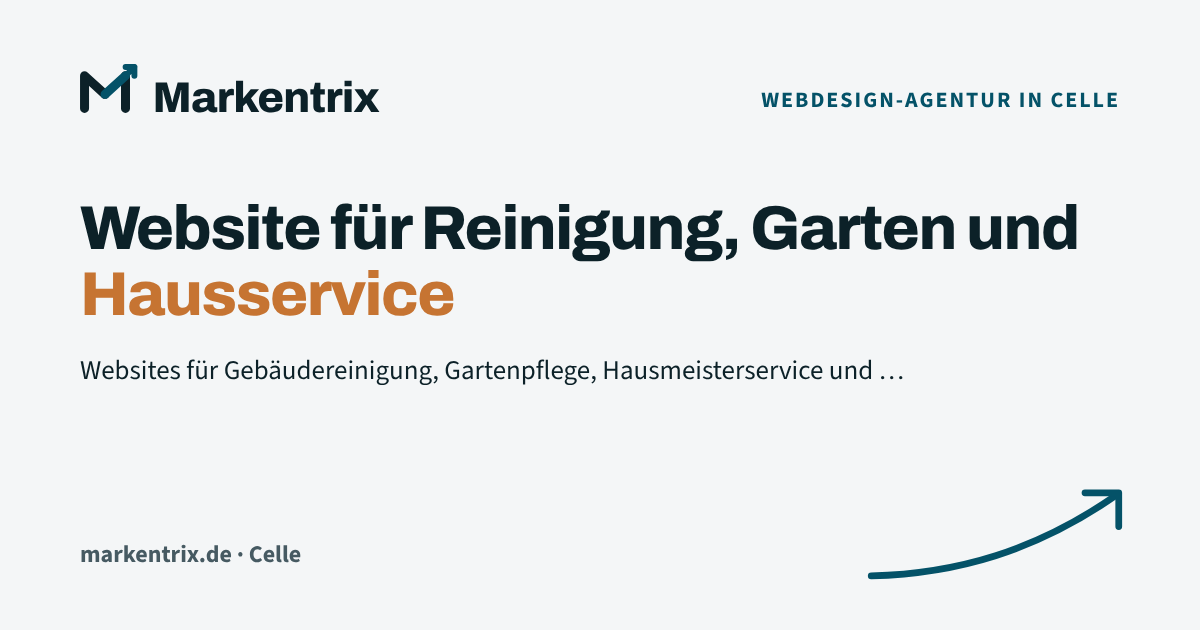 Markentrix
WEBDESIGN-AGENTUR IN CELLE
Website für Reinigung, Garten und
Hausservice
Websites für Gebäudereinigung, Gartenpflege, Hausmeisterservice und …
markentrix.de · Celle